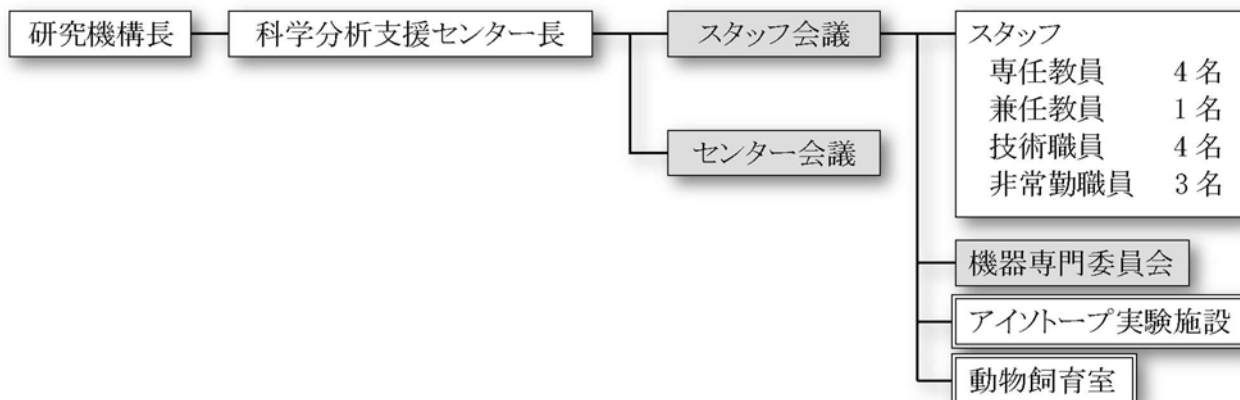 研究機構長
科学分析支援センター長
スタッフ会議
センター会議
スタッフ
専任教員 4名
兼任教員 1名
技術職員 4名
非常勤職員 3名
機器専門委員会
アイソトープ実験施設
動物飼育室